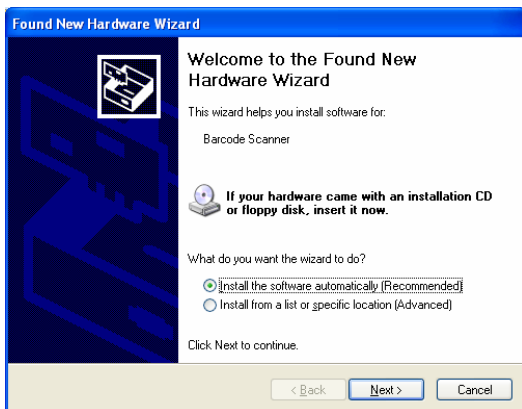 Found New Hardware Wizard
Welcome to the Found New
Hardware Wizard
This wizard helps you install software for:
Barcode Scanner
If your hardware came with an installation CD
or floppy disk, insert it now.
What do you want the wizard to do?
Install the software automatically (Recommended)
Install from a list or specific location (Advanced)
Click Next to continue.
< Back Next > Cancel